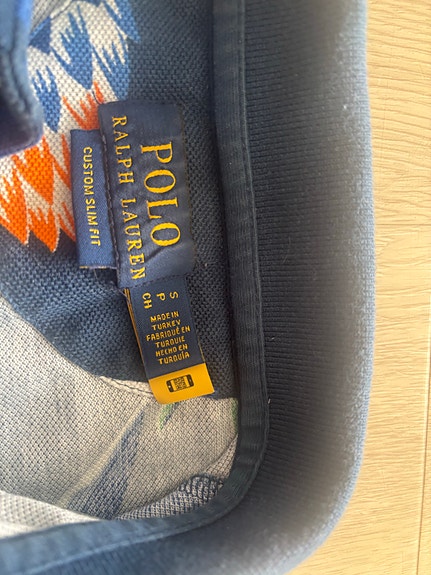 POLO
RALPH LAUREN
CUSTOM SLIM FIT
S
P
CH
MADE IN
TURKEY
FABRIQUÉ EN
TURQUIE
HECHO EN
TURQUÍA